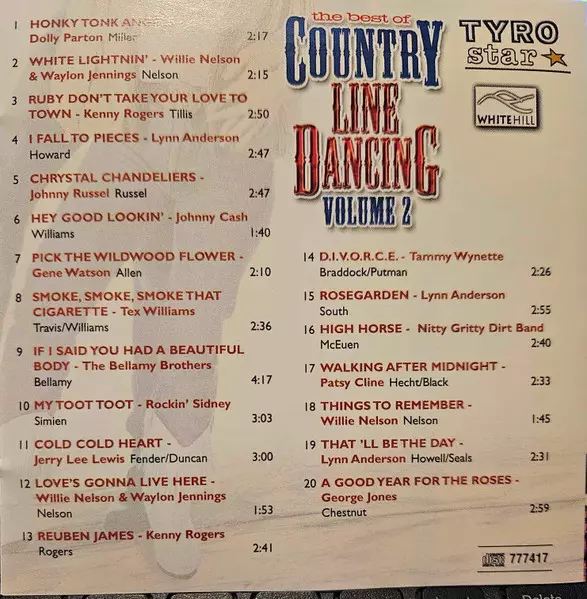 the best of
COUNTRY
LINE
DANCING
VOLUME 2
TYRO
star
WHITEHILL
1 HONKY TONK
Dolly Parton Miller 2:17
2 WHITE LIGHTNIN' - Willie Nelson
& Waylon Jennings Nelson 2:15
3 RUBY DON'T TAKE YOUR LOVE TO
TOWN - Kenny Rogers Tillis 2:50
4 I FALL TO PIECES - Lynn Anderson
Howard 2:47
5 CHRYSTAL CHANDELIERS -
Johnny Russel Russel 2:47
6 HEY GOOD LOOKIN' - Johnny Cash
Williams 1:40
7 PICK THE WILDWOOD FLOWER -
Gene Watson Allen 2:10
8 SMOKE, SMOKE, SMOKE THAT
CIGARETTE - Tex Williams
Travis/Williams 2:36
9 IF I SAID YOU HAD A BEAUTIFUL
BODY - The Bellamy Brothers
Bellamy 4:17
10 MY TOOT TOOT - Rockin' Sidney
Simien 3:03
11 COLD COLD HEART -
Jerry Lee Lewis Fender/Duncan 3:00
12 LOVE'S GONNA LIVE HERE -
Willie Nelson & Waylon Jennings
Nelson 1:53
13 REUBEN JAMES - Kenny Rogers
Rogers 2:41
14 D.I.V.O.R.C.E. - Tammy Wynette
Braddock/Putman 2:26
15 ROSEGARDEN - Lynn Anderson
South 2:55
16 HIGH HORSE - Nitty Gritty Dirt Band
McEuen 2:40
17 WALKING AFTER MIDNIGHT -
Patsy Cline Hecht/Black 2:33
18 THINGS TO REMEMBER -
Willie Nelson Nelson 1:45
19 THAT 'LL BE THE DAY -
Lynn Anderson Howell/Seals 2:31
20 A GOOD YEAR FOR THE ROSES -
George Jones
Chestnut 2:59
777417
Delete